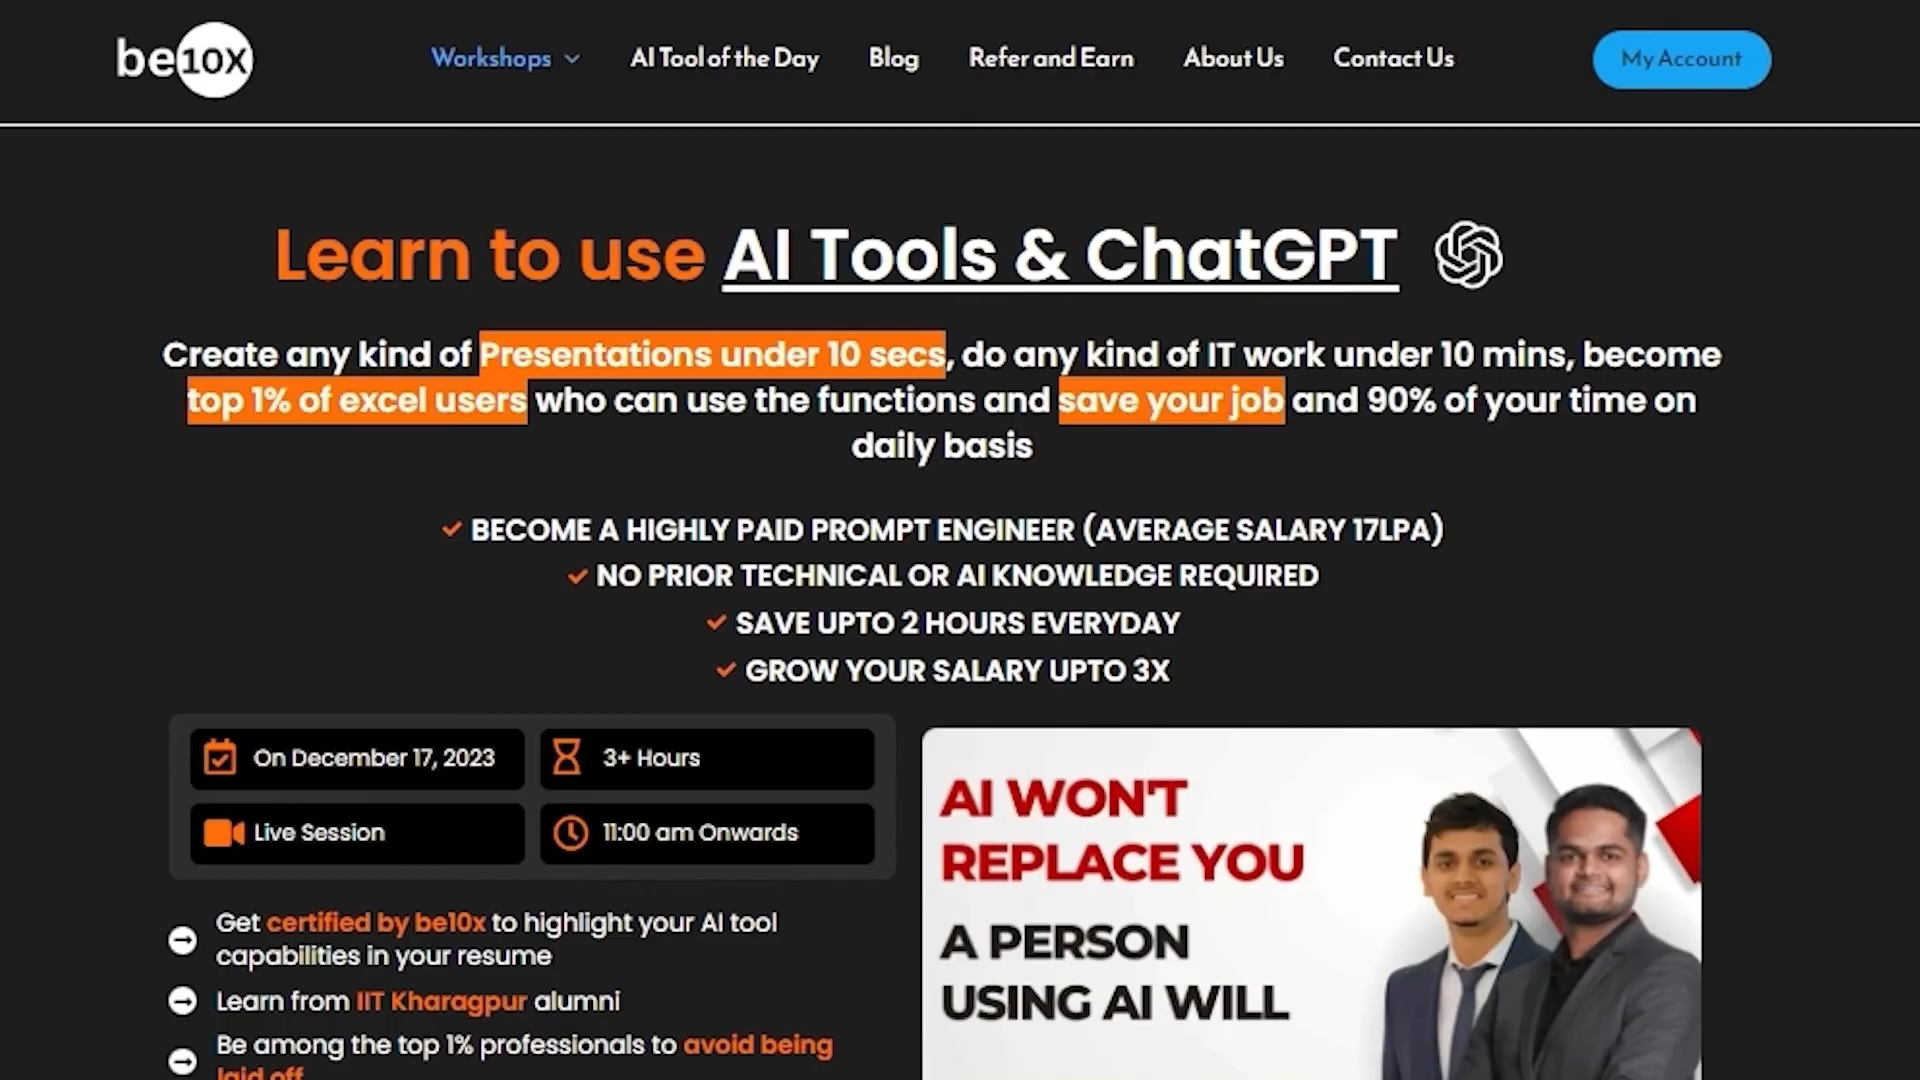 be10X
Workshops
AI Tool of the Day
Blog
Refer and Earn
About Us
Contact Us
My Account
Learn to use AI Tools & ChatGPT
Create any kind of Presentations under 10 secs, do any kind of IT work under 10 mins, become
top 1% of excel users who can use the functions and save your job and 90% of your time on
daily basis
BECOME A HIGHLY PAID PROMPT ENGINEER (AVERAGE SALARY 17LPA)
NO PRIOR TECHNICAL OR AI KNOWLEDGE REQUIRED
SAVE UPTO 2 HOURS EVERYDAY
GROW YOUR SALARY UPTO 3X
On December 17, 2023
3+ Hours
Live Session
11:00 am Onwards
Get certified by be10x to highlight your AI tool
capabilities in your resume
Learn from IIT Kharagpur alumni
Be among the top 1% professionals to avoid being
laid off
AI WON'T
REPLACE YOU
A PERSON
USING AI WILL